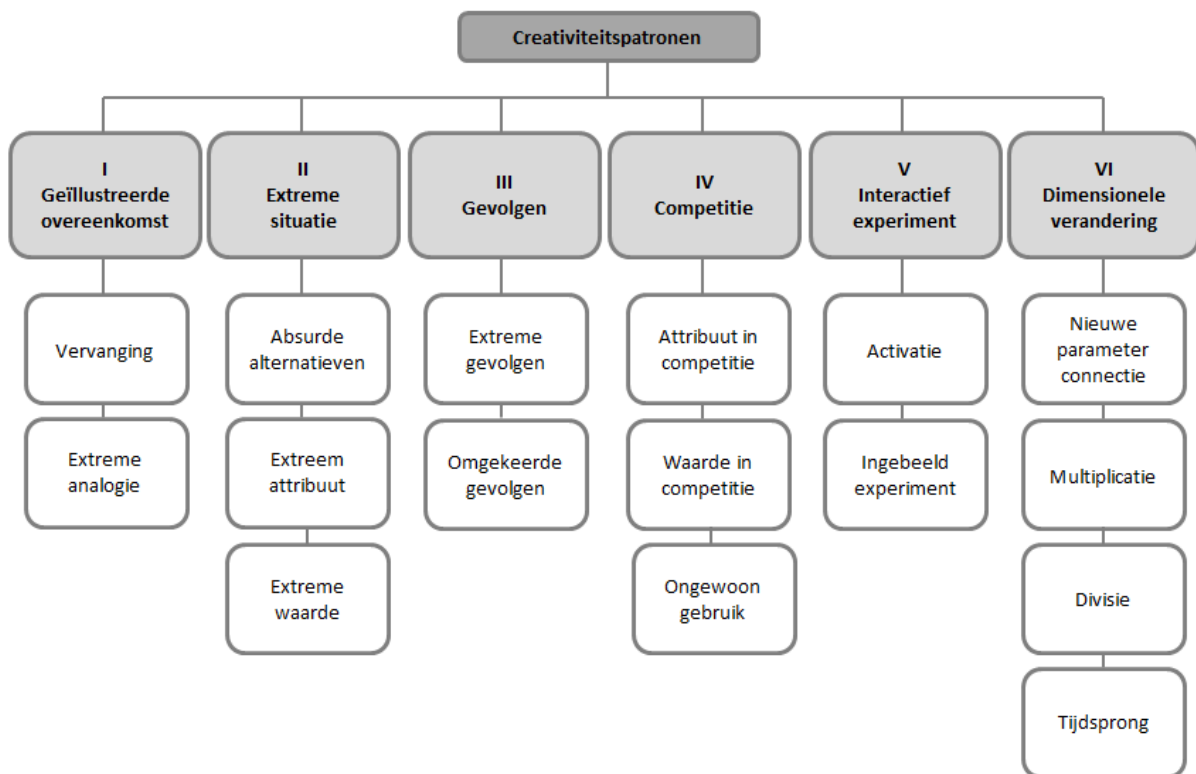 Creativiteitspatronen
I
Geïllustreerde
overeenkomst
II
Extreme
situatie
III
Gevolgen
IV
Competitie
V
Interactief
experiment
VI
Dimensionele
verandering
Vervanging
Extreme
analogie
Absurde
alternatieven
Extreem
attribuut
Extreme
waarde
Extreme
gevolgen
Omgekeerde
gevolgen
Attribuut in
competitie
Waarde in
competitie
Ongewoon
gebruik
Activatie
Ingebeeld
experiment
Nieuwe
parameter
connectie
Multiplicatie
Divisie
Tijdsprong